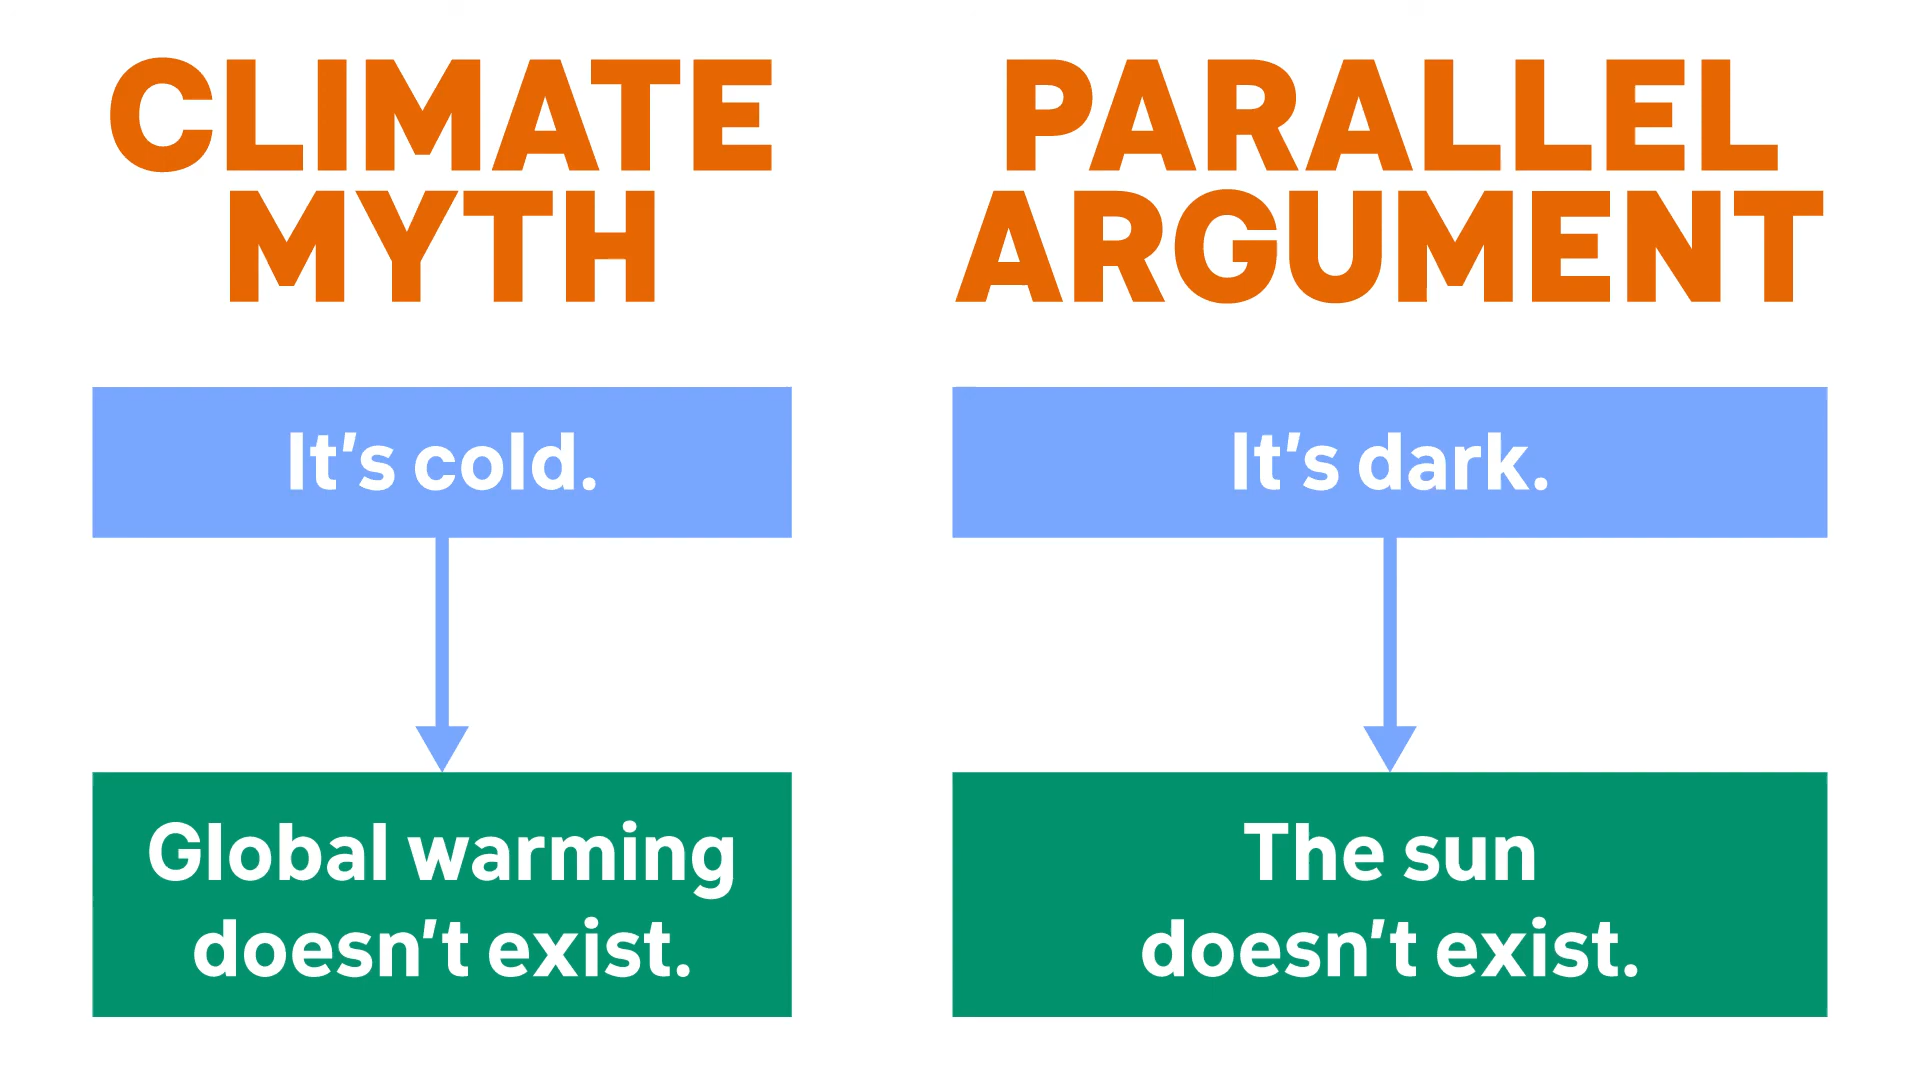 CLIMATE
MYTH
It's cold.
Global warming
doesn't exist.
PARALLEL
ARGUMENT
It's dark.
The sun
doesn't exist.